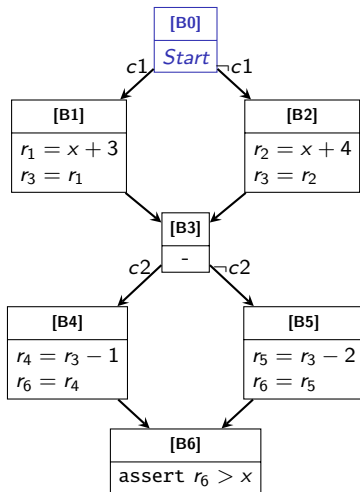 [B0]
Start
c1 ¬c1
[B1] [B2]
r₁ = x + 3 r₂ = x + 4
r₃ = r₁ r₃ = r₂
[B3]
-
c2 ¬c2
[B4] [B5]
r₄ = r₃ − 1 r₅ = r₃ − 2
r₆ = r₄ r₆ = r₅
[B6]
assert r₆ > x